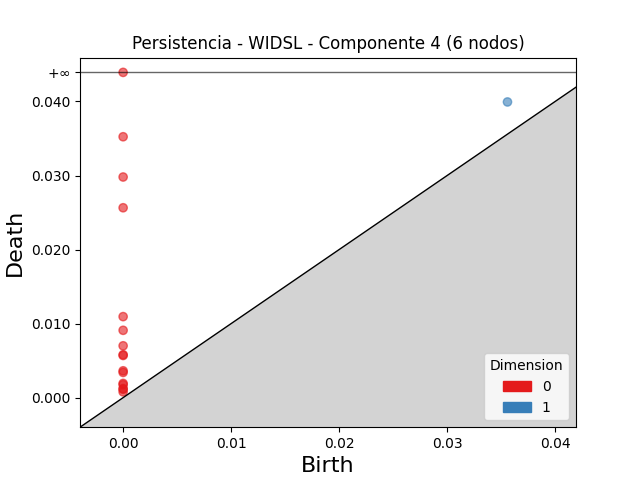 Persistencia - WIDSL - Componente 4 (6 nodos)
+∞
0.040
0.030
0.020
0.010
0.000
Death
Dimension
0
1
0.00 0.01 0.02 0.03 0.04
Birth